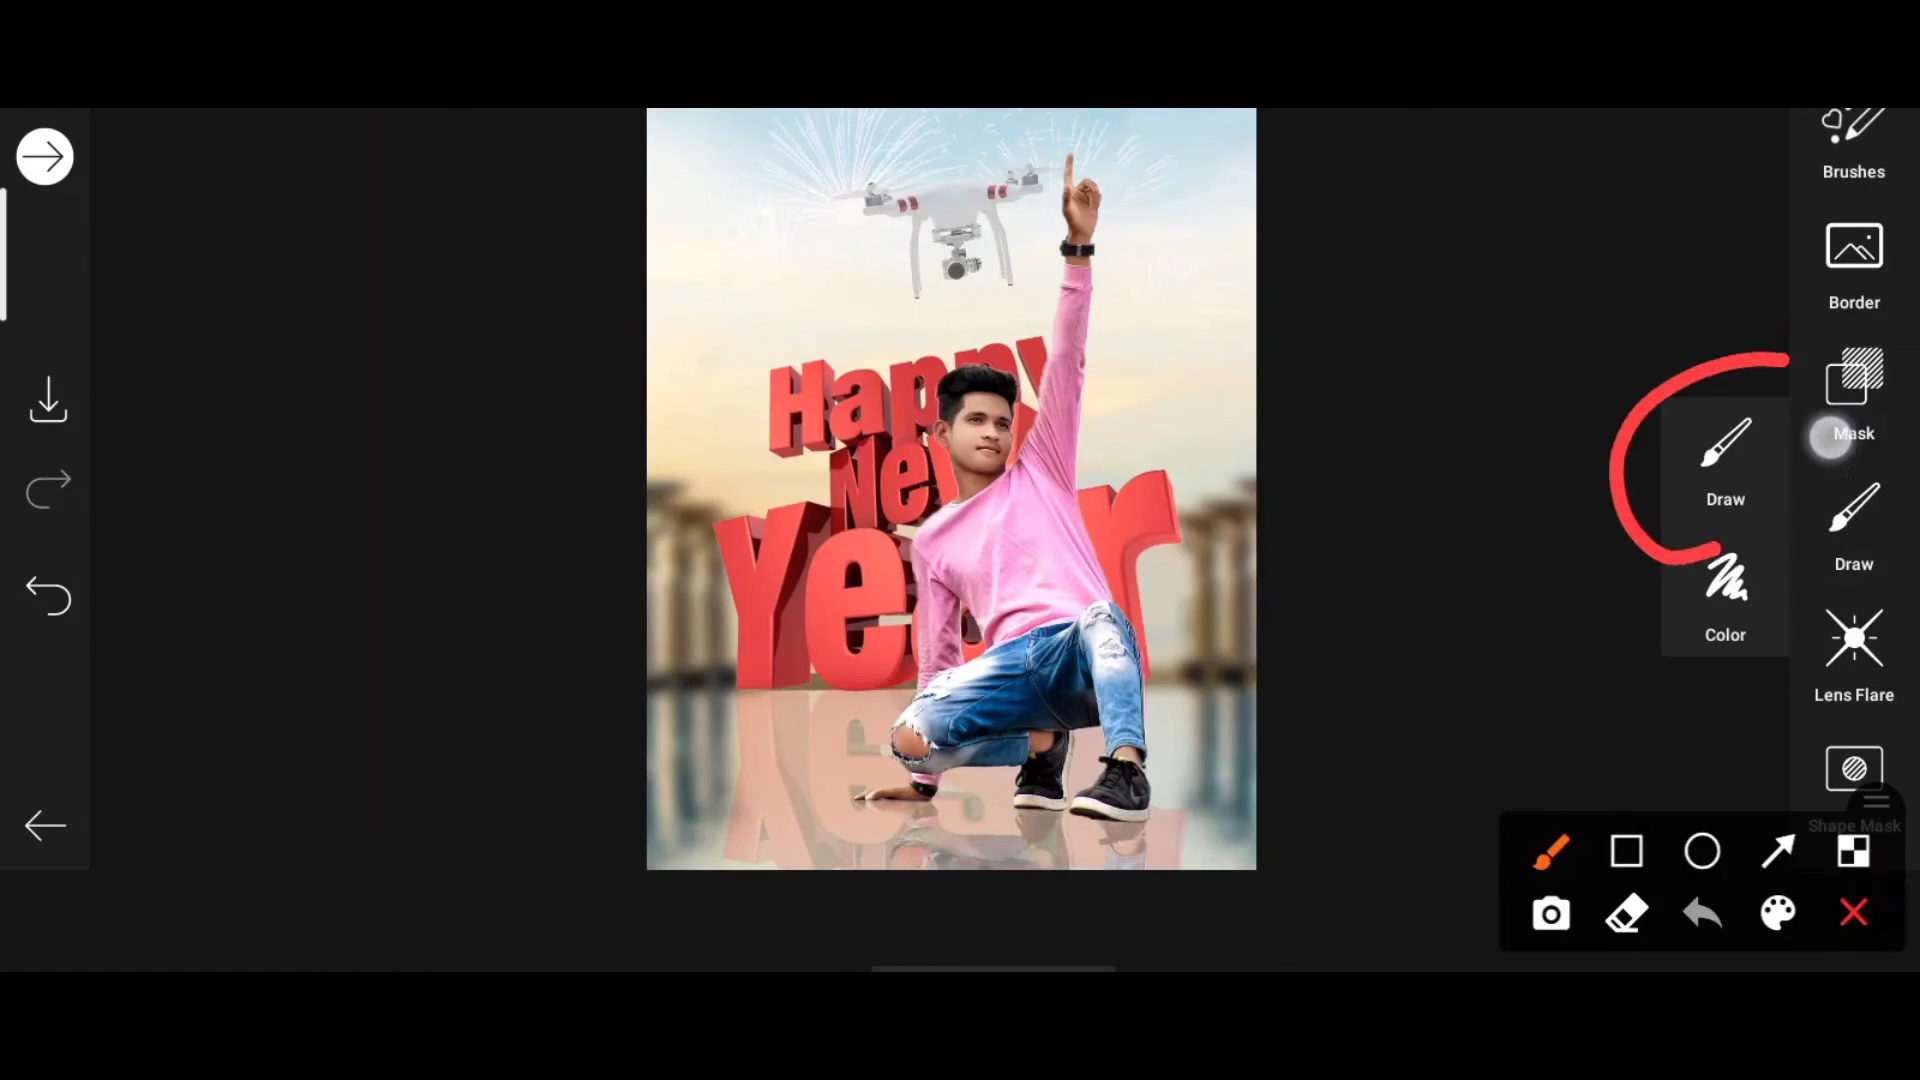 Brushes
Border
Mask
Draw
Draw
Color
Lens Flare
Shape Mask
Happy
New
Year